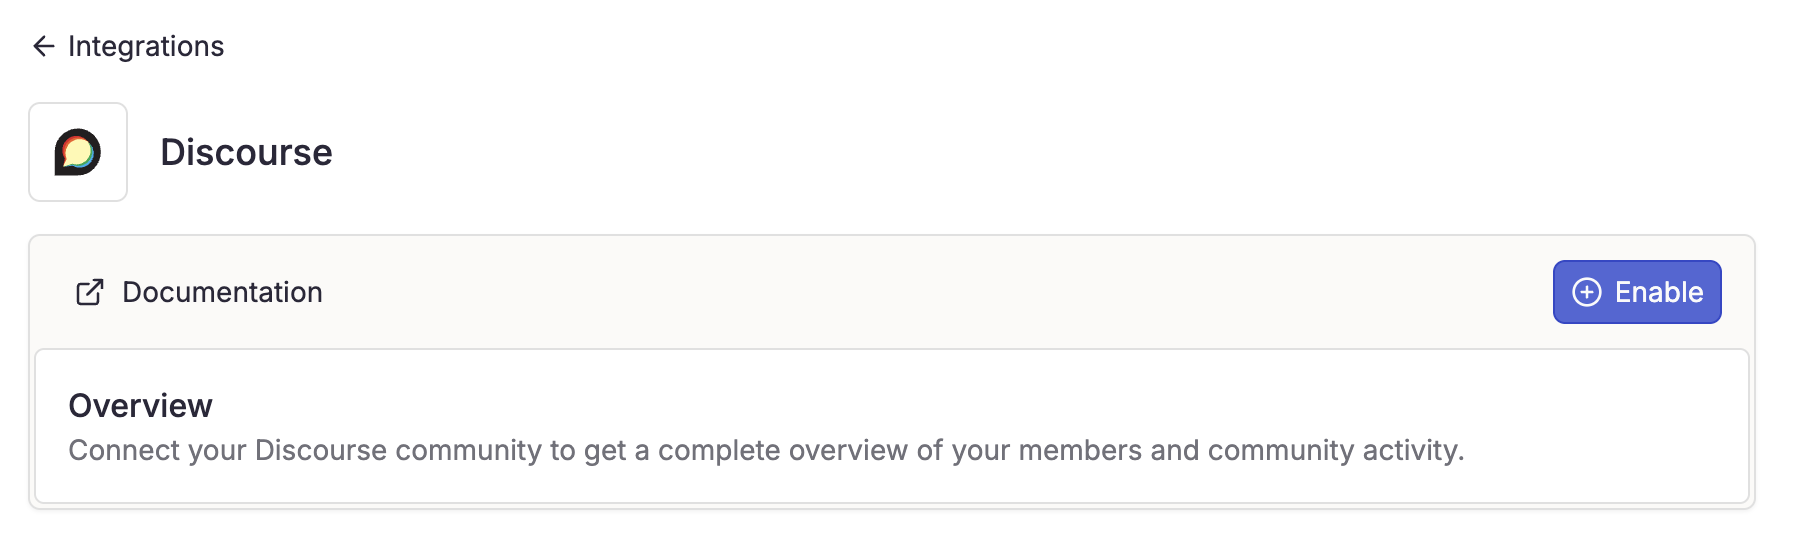 Integrations
Discourse
Documentation
Enable
Overview
Connect your Discourse community to get a complete overview of your members and community activity.